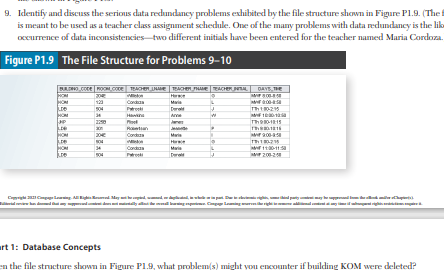 9. Identify and discuss the serious data redundancy problems exhibited by the file structure shown in Figure P1.9. (The f
is meant to be used as a teacher class assignment schedule. One of the many problems with data redundancy is the lik
occurrence of data inconsistencies—two different initials have been entered for the teacher named Maria Cordoza.
Figure P1.9 The File Structure for Problems 9–10
BUILDING_CODE ROOM_CODE TEACHER_LNAME TEACHER_FNAME TEACHER_INITIAL DAYS_TIME
KOM 204E Williston Horace G MWF 8:00-8:50
KOM 123 Cordoza Maria L MWF 8:00-8:50
LDB 504 Patroski Donald J TTh 1:00-2:15
KOM 34 Hawkins Anne W MWF 10:00-10:50
JKP 225B Risell James TTh 9:00-10:15
LDB 301 Robertson Jeanette P TTh 9:00-10:15
KOM 204E Cordoza Maria I MWF 9:00-9:50
LDB 504 Williston Horace G TTh 1:00-2:15
KOM 34 Cordoza Maria L MWF 11:00-11:50
LDB 504 Patroski Donald J MWF 2:00-2:50
Copyright 2023 Cengage Learning. All Rights Reserved. May not be copied, scanned, or duplicated, in whole or in part. Due to electronic rights, some third party content may be suppressed from the eBook and/or eChapter(s).
Editorial review has deemed that any suppressed content does not materially affect the overall learning experience. Cengage Learning reserves the right to remove additional content at any time if subsequent rights restrictions require it.
art 1: Database Concepts
en the file structure shown in Figure P1.9, what problem(s) might you encounter if building KOM were deleted?